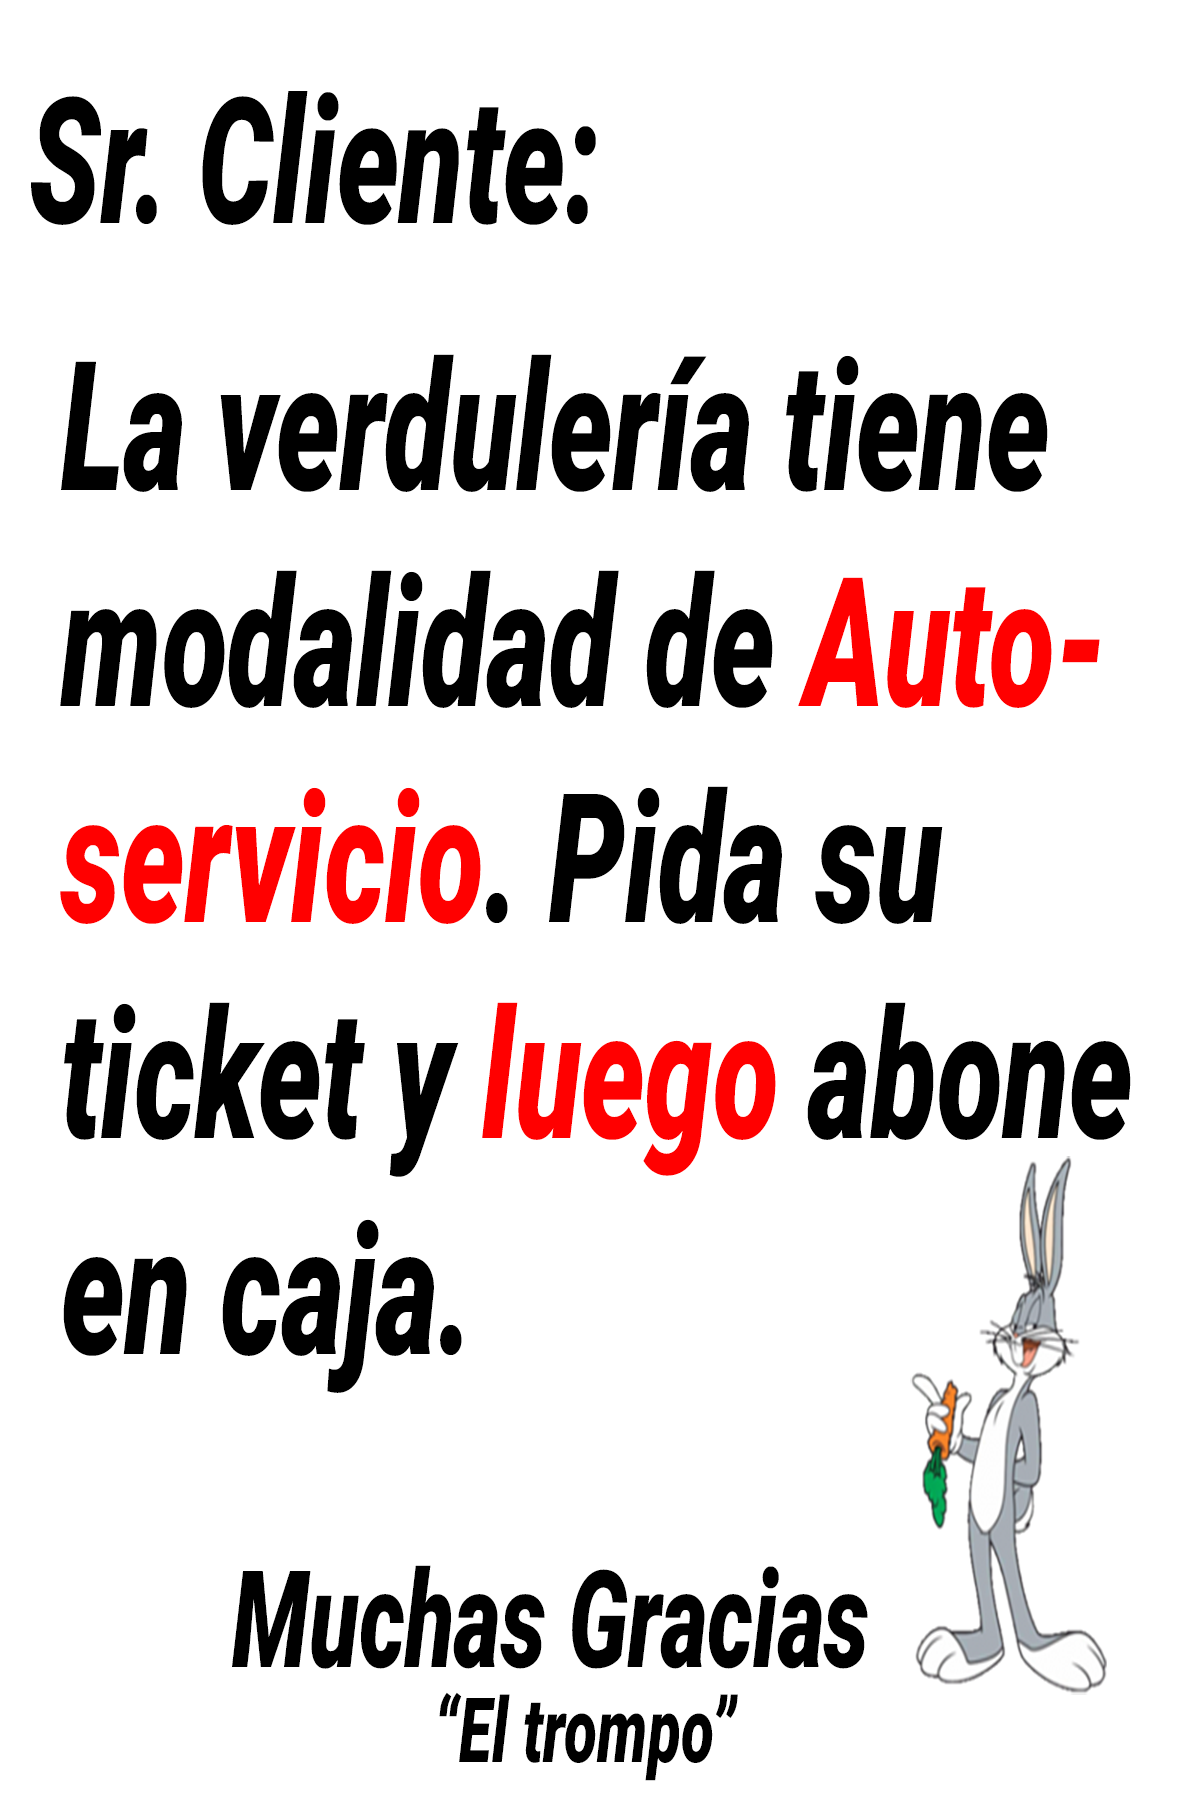 Sr. Cliente:
La verdulería tiene
modalidad de Auto-
servicio. Pida su
ticket y luego abone
en caja.
Muchas Gracias
“El trompo”